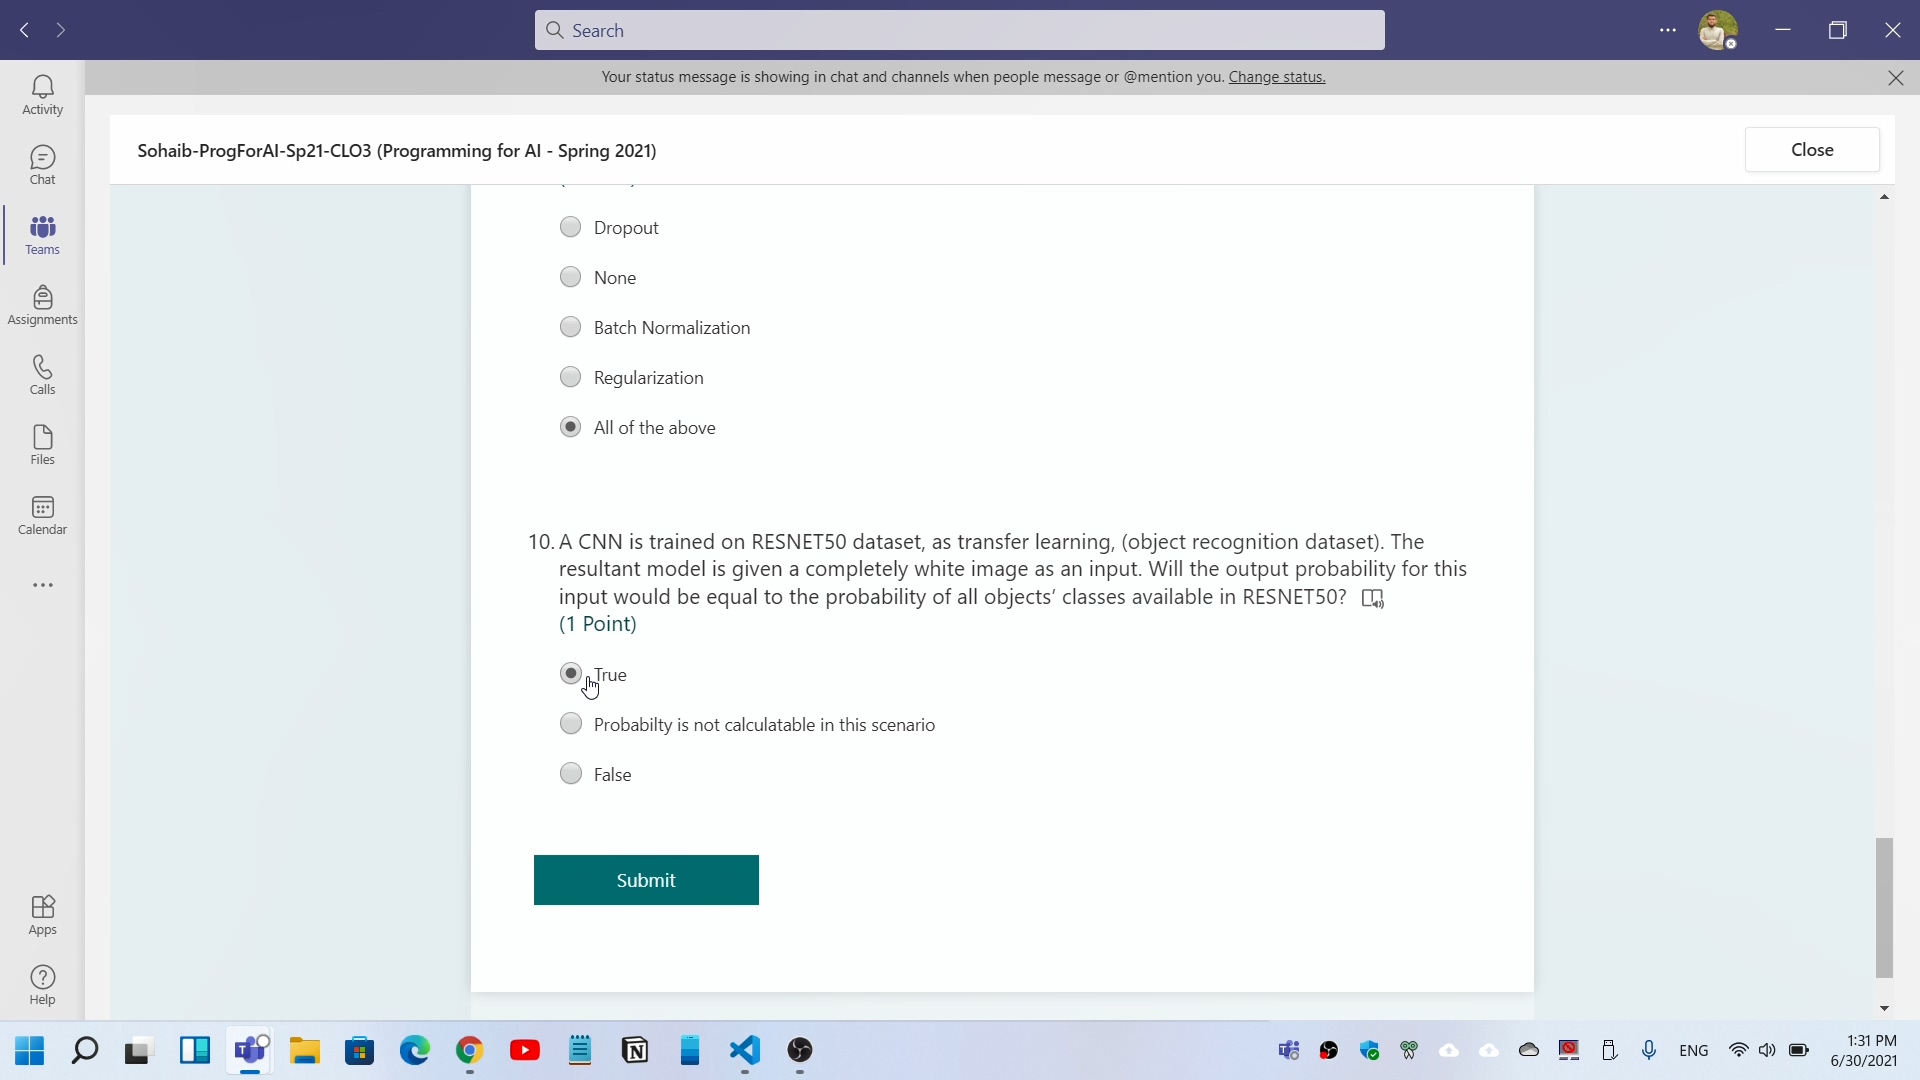 Search
Your status message is showing in chat and channels when people message or @mention you. Change status.
Activity
Chat
Teams
Assignments
Calls
Files
Calendar
Apps
Help
Sohaib-ProgForAI-Sp21-CLO3 (Programming for AI - Spring 2021)
Close
Dropout
None
Batch Normalization
Regularization
All of the above
10. A CNN is trained on RESNET50 dataset, as transfer learning, (object recognition dataset). The
resultant model is given a completely white image as an input. Will the output probability for this
input would be equal to the probability of all objects' classes available in RESNET50?
(1 Point)
True
Probabilty is not calculatable in this scenario
False
Submit
ENG
1:31 PM
6/30/2021